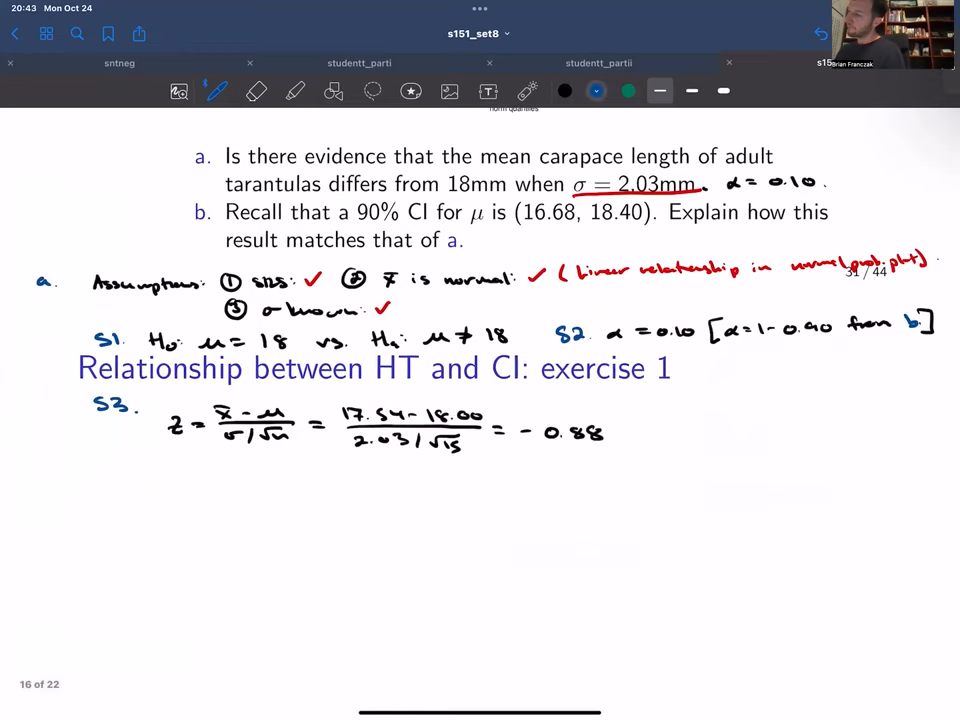 20:43 Mon Oct 24
s151_set8
sntneg
studentt_parti
studentt_partii
s15
Brian Franczak
norm quantiles
a. Is there evidence that the mean carapace length of adult
tarantulas differs from 18mm when σ = 2.03mm. α = 0.10.
b. Recall that a 90% CI for μ is (16.68, 18.40). Explain how this
result matches that of a.
31 / 44
a. Assumptions: ① SRS: ✓ ② x̄ is normal: ✓ (Linear relationship in normal prob. plot).
③ σ known: ✓
S1. H₀: μ = 18 vs. Hₐ: μ ≠ 18 S2. α = 0.10 [α = 1 - 0.90 from b.]
Relationship between HT and CI: exercise 1
S3.
z = (x̄ - μ) / (σ/√n) = (17.54 - 18.00) / (2.03/√15) = - 0.88
16 of 22